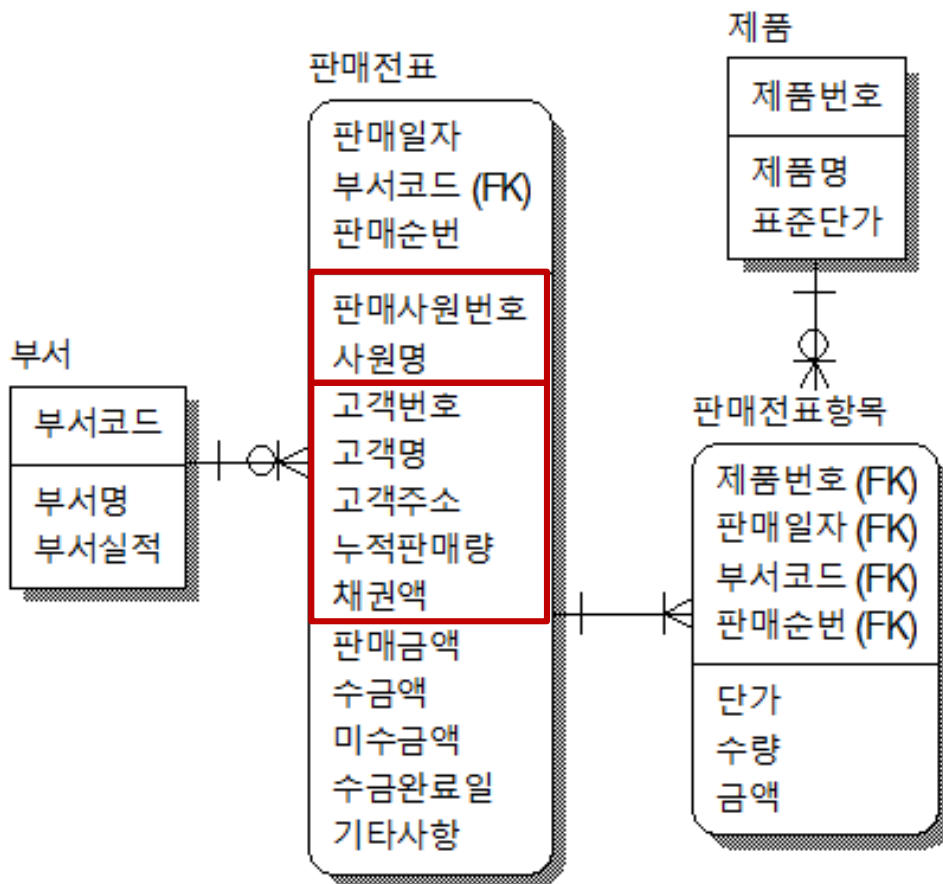 부서
부서코드
부서명
부서실적
판매전표
판매일자
부서코드 (FK)
판매순번
판매사원번호
사원명
고객번호
고객명
고객주소
누적판매량
채권액
판매금액
수금액
미수금액
수금완료일
기타사항
제품
제품번호
제품명
표준단가
판매전표항목
제품번호 (FK)
판매일자 (FK)
부서코드 (FK)
판매순번 (FK)
단가
수량
금액